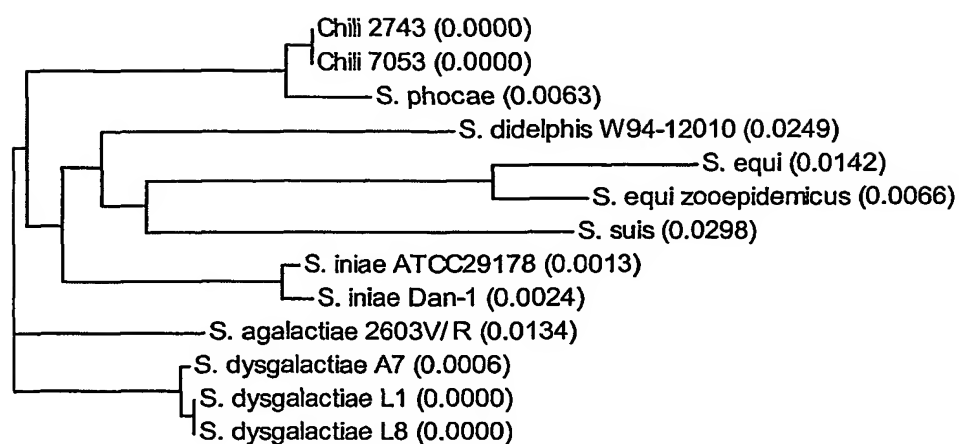 Chili 2743 (0.0000)
Chili 7053 (0.0000)
S. phocae (0.0063)
S. didelphis W94-12010 (0.0249)
S. equi (0.0142)
S. equi zooepidemicus (0.0066)
S. suis (0.0298)
S. iniae ATCC29178 (0.0013)
S. iniae Dan-1 (0.0024)
S. agalactiae 2603V/R (0.0134)
S. dysgalactiae A7 (0.0006)
S. dysgalactiae L1 (0.0000)
S. dysgalactiae L8 (0.0000)